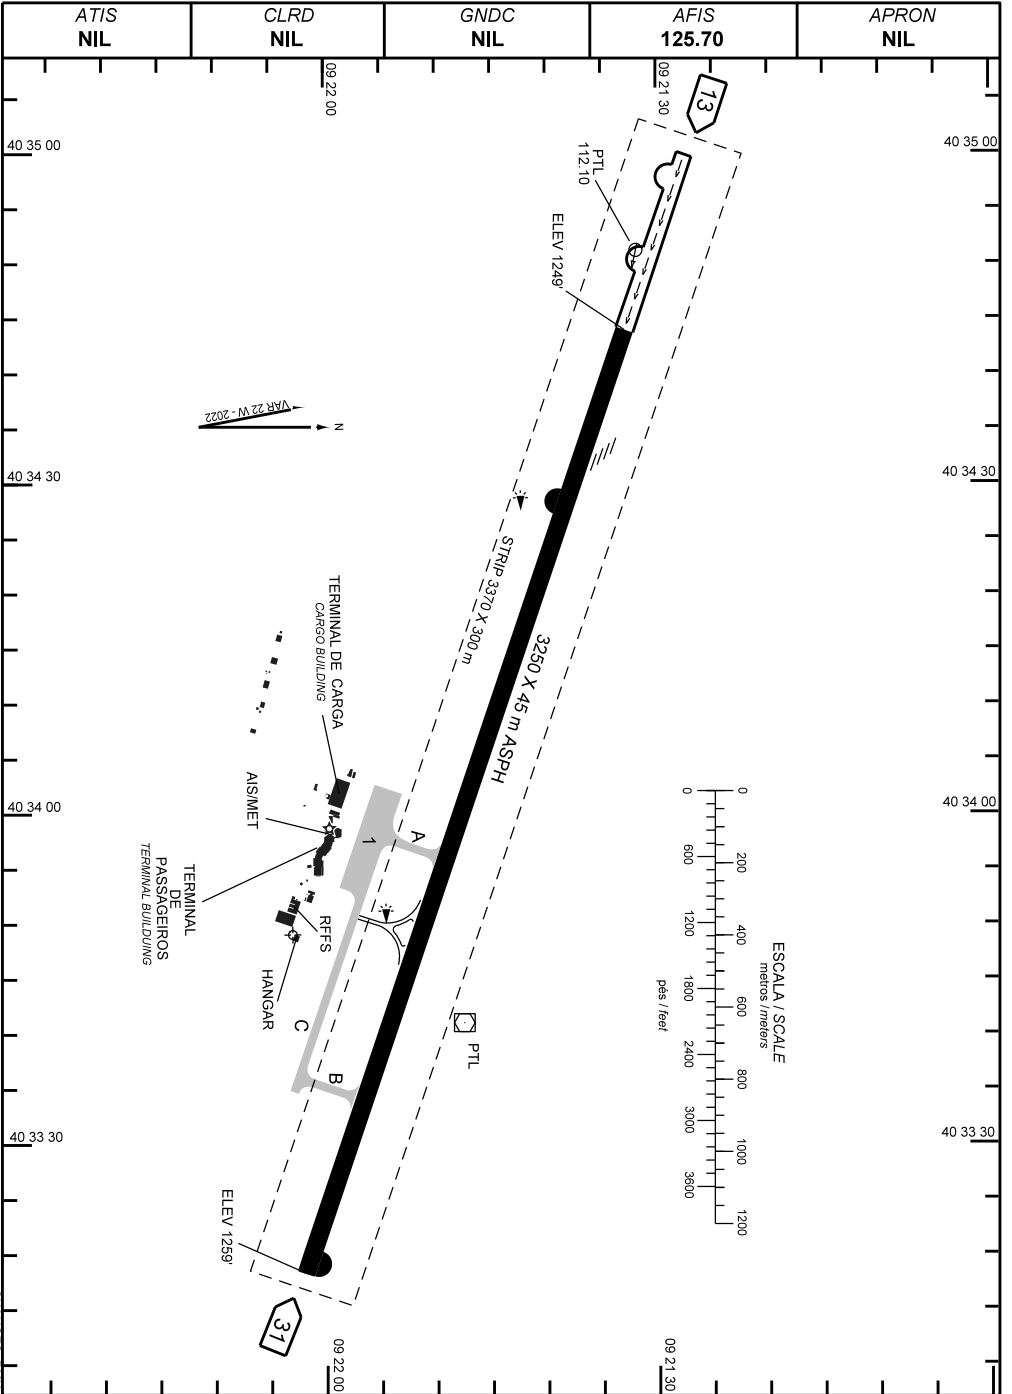 ATIS
NIL
CLRD
NIL
GNDC
NIL
AFIS
125.70
APRON
NIL
09 22 00
09 21 30
13
40 35 00
40 35 00
PTL
112.10
ELEV 1249'
VAR 22 W - 2022
N
40 34 30
40 34 30
STRIP 3370 X 300 m
3250 X 45 m ASPH
TERMINAL DE CARGA
CARGO BUILDING
AIS/MET
40 34 00
40 34 00
A
1
TERMINAL
DE
PASSAGEIROS
TERMINAL BUILDUING
RFFS
HANGAR
C
B
PTL
ESCALA / SCALE
metros / meters
0 200 400 600 800 1000 1200
0 600 1200 1800 2400 3000 3600
pés / feet
40 33 30
40 33 30
ELEV 1259'
31
09 22 00
09 21 30